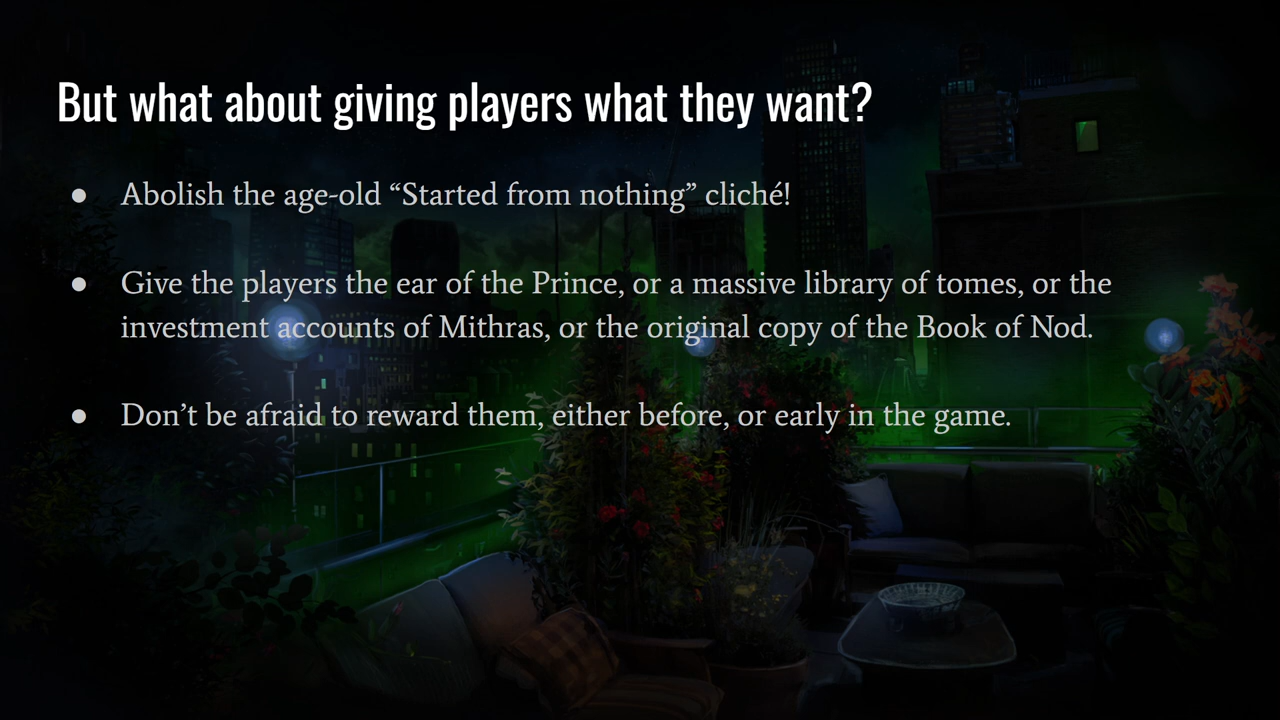 But what about giving players what they want?
● Abolish the age-old “Started from nothing” cliché!
● Give the players the ear of the Prince, or a massive library of tomes, or the
investment accounts of Mithras, or the original copy of the Book of Nod.
● Don’t be afraid to reward them, either before, or early in the game.